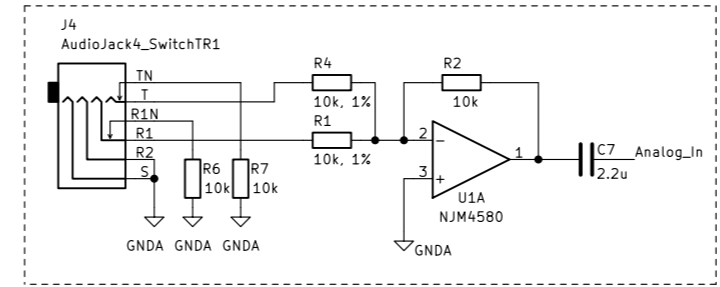 J4
AudioJack4_SwitchTR1
TN
T
R1N
R1
R2
S
R6
10k
R7
10k
GNDA
GNDA
GNDA
R4
10k, 1%
R1
10k, 1%
R2
10k
2
-
3
+
1
U1A
NJM4580
GNDA
C7
2.2u
Analog_In